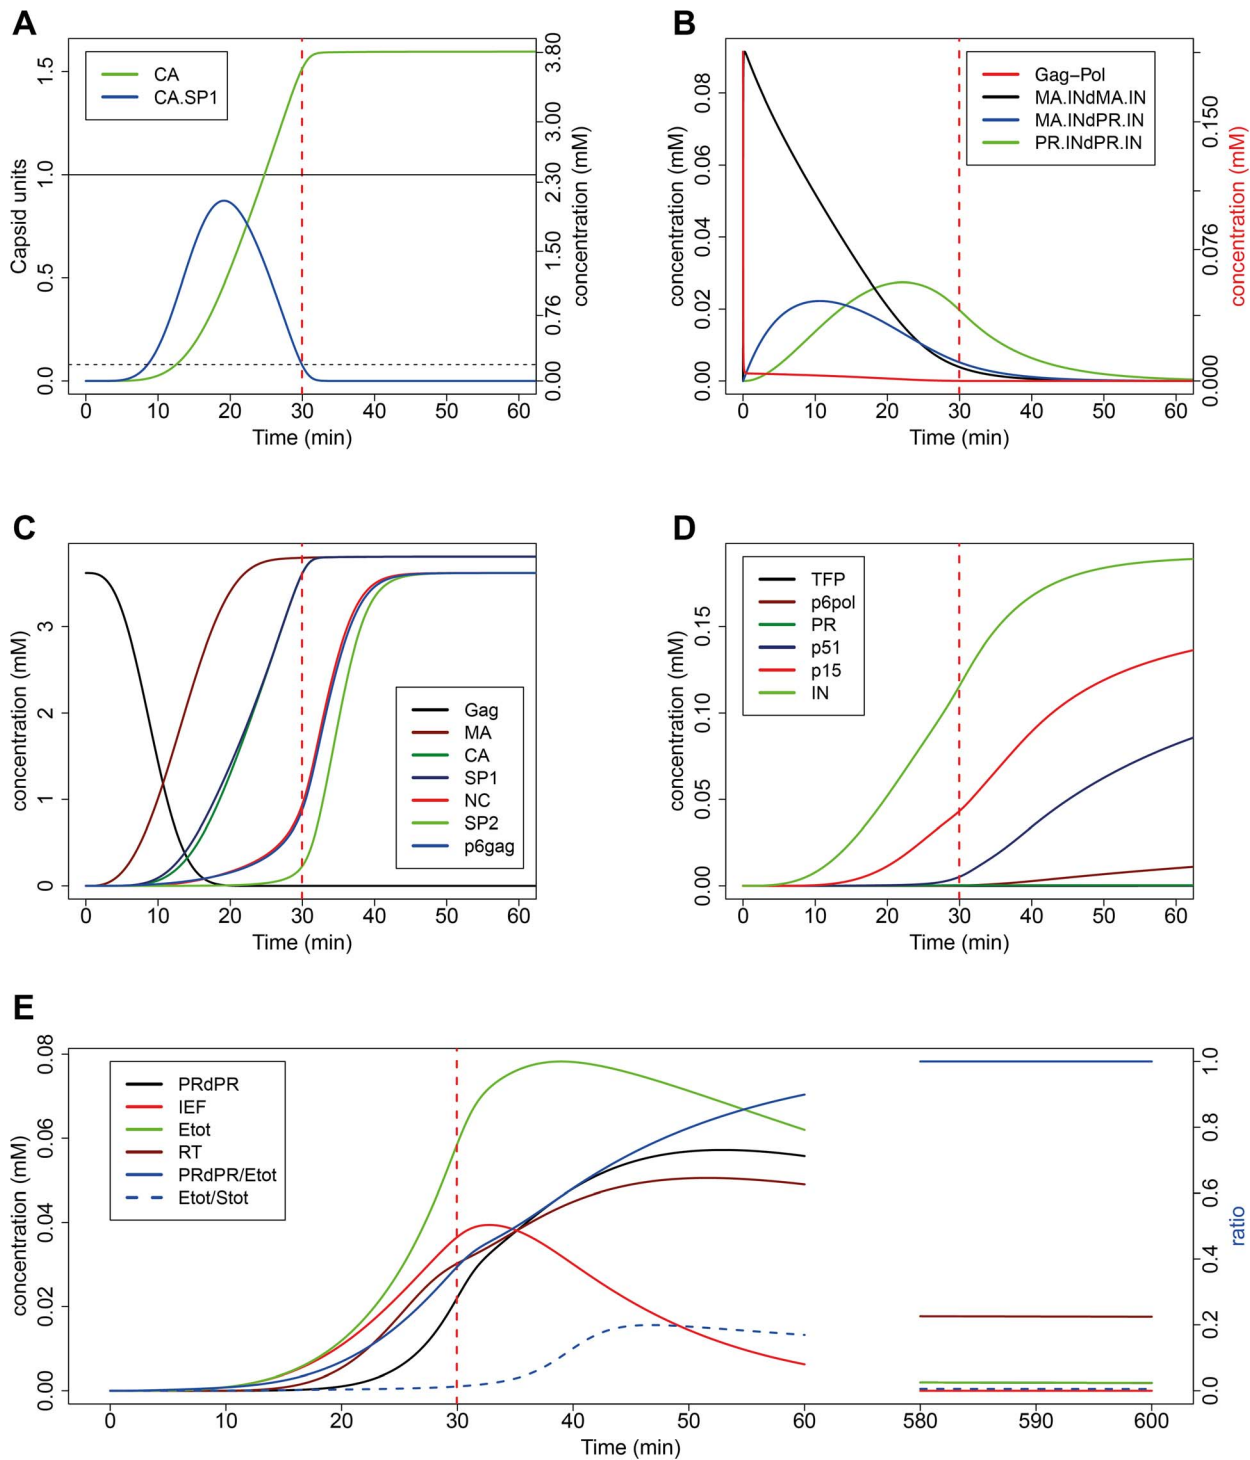 A
CA
CA.SP1
Capsid units
0.0
0.5
1.0
1.5
0.00
0.76
1.50
2.30
3.00
3.80
concentration (mM)
0 10 20 30 40 50 60
Time (min)
B
Gag−Pol
MA.INdMA.IN
MA.INdPR.IN
PR.INdPR.IN
concentration (mM)
0.00
0.02
0.04
0.06
0.08
0.000
0.076
0.150
concentration (mM)
0 10 20 30 40 50 60
Time (min)
C
Gag
MA
CA
SP1
NC
SP2
p6gag
concentration (mM)
0
1
2
3
0 10 20 30 40 50 60
Time (min)
D
TFP
p6pol
PR
p51
p15
IN
concentration (mM)
0.00
0.05
0.10
0.15
0 10 20 30 40 50 60
Time (min)
E
PRdPR
IEF
Etot
RT
PRdPR/Etot
Etot/Stot
concentration (mM)
0.00
0.02
0.04
0.06
0.08
0.0
0.2
0.4
0.6
0.8
1.0
ratio
0 10 20 30 40 50 60 580 590 600
Time (min)